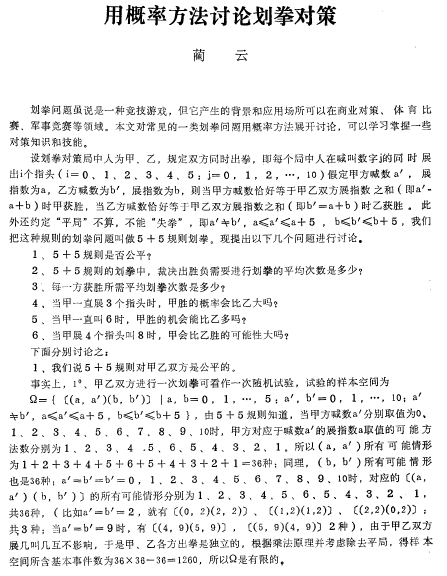 用概率方法讨论划拳对策
蔺 云
划拳问题虽说是一种竞技游戏，但它产生的背景和应用场所可以在商业对策、体育比
赛、军事竞赛等领域。本文对常见的一类划拳问题用概率方法展开讨论，可以学习掌握一些
对策知识和技能。
设划拳对策局中人为甲、乙，规定双方同时出拳，即每个局中人在喊叫数字j的同时展
出i个指头（i＝0、1、2、3、4、5；j＝0，1，2，…，10）假定甲方喊数a′，展
指数为a，乙方喊数为b′，展指数为b，则当甲方喊数恰好等于甲乙双方展指数之和（即a′-
a＋b）时甲获胜，当乙方喊数恰好等于甲乙双方展指数之和（即b′＝a＋b）时乙获胜。此
外还约定“平局”不算，不能“失拳”，即a′≒b′，a≤a′≤a＋5，b≤b′≤b＋5，我们
把这种规则的划拳问题叫做5＋5规则划拳。现提出以下几个问题进行讨论。
1、5＋5规则是否公平？
2、5＋5规则的划拳中，裁决出胜负需要进行划拳的平均次数是多少？
3、每一方获胜所需平均划拳次数是多少？
4、当甲一直展3个指头时，甲胜的概率会比乙大吗？
5、当甲一直叫6时，甲胜的机会能比乙多吗？
6、当甲展4个指头叫8时，甲会比乙胜的可能性大吗？
下面分别讨论之：
1、我们说5＋5规则对甲乙双方是公平的。
事实上，1°、甲乙双方进行一次划拳可看作一次随机试验，试验的样本空间为
Ω＝{〔(a，a′)(b，b′)〕|a，b＝0，1，…，5；a′，b′＝0，1，…，10；a′
≒b′，a≤a′≤a＋5，b≤b′≤b＋5}，由5＋5规则知道，当甲方喊数a′分别取值为0、
1、2、3、4、5、6、7、8、9、10时，甲方对应于喊数a′的展指数a取值的可能方
法数分别为1、2、3、4、5、6、5、4、3、2、1。所以（a，a′）所有可能情形
为1＋2＋3＋4＋5＋6＋5＋4＋3＋2＋1＝36种；同理，（b，b′）所有可能情形
也是36种；a′＝b′＝0，1、2、3、4、5、6、7、8、9、10时，对应的〔(a，
a′)(b，b′)〕的所有可能情形分别为1、2、3、4、5、6、5、4、3、2、1，
共36种，（比如a′＝b′＝2，就有〔(0，2)(2，2)〕、〔(1,2)(1,2)〕、〔(2,2)(0,2)〕；
共3种；当a′＝b′＝9时，有〔(4，9)(5，9)〕，〔(5，9)(4，9)〕2种），由于甲乙双方
展几叫几互不影响，于是甲、乙各方出拳是独立的，根据乘法原理并考虑除去平局，得样本
空间所含基本事件数为36×36－36＝1260，所以Ω是有限的。